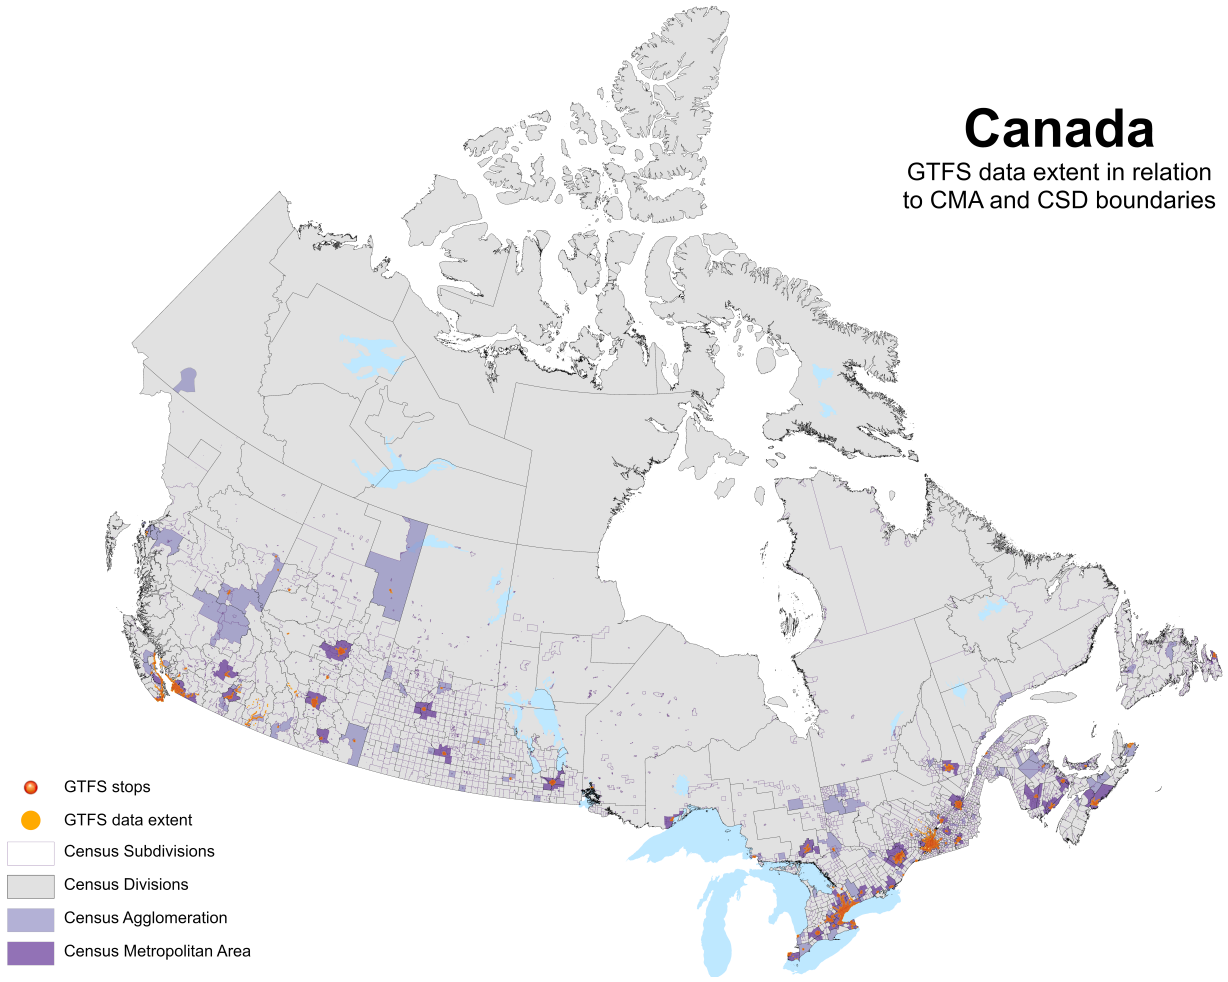 Canada
GTFS data extent in relation
to CMA and CSD boundaries
GTFS stops
GTFS data extent
Census Subdivisions
Census Divisions
Census Agglomeration
Census Metropolitan Area